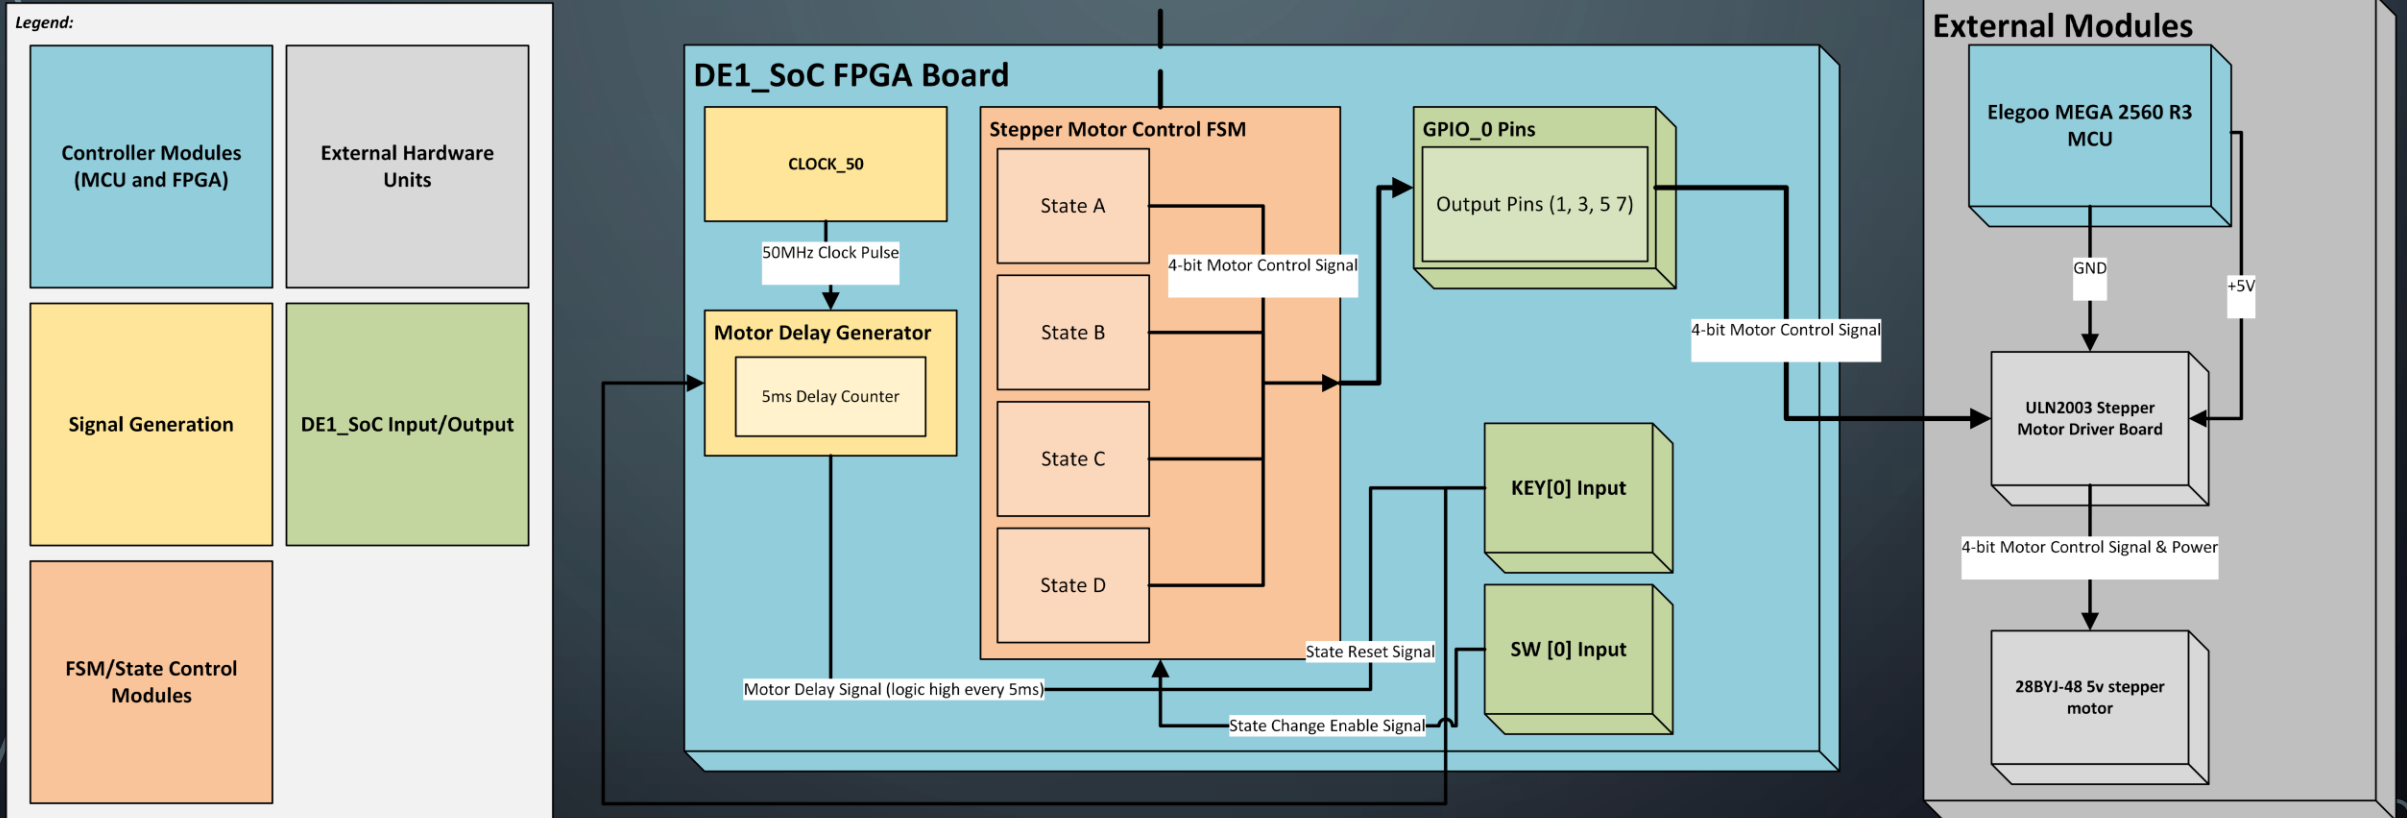 Legend:
Controller Modules
(MCU and FPGA)
External Hardware
Units
Signal Generation
DE1_SoC Input/Output
FSM/State Control
Modules
DE1_SoC FPGA Board
CLOCK_50
50MHz Clock Pulse
Motor Delay Generator
5ms Delay Counter
Motor Delay Signal (logic high every 5ms)
Stepper Motor Control FSM
State A
State B
State C
State D
4-bit Motor Control Signal
GPIO_0 Pins
Output Pins (1, 3, 5 7)
4-bit Motor Control Signal
KEY[0] Input
State Reset Signal
SW [0] Input
State Change Enable Signal
External Modules
Elegoo MEGA 2560 R3
MCU
GND
+5V
ULN2003 Stepper
Motor Driver Board
4-bit Motor Control Signal & Power
28BYJ-48 5v stepper
motor